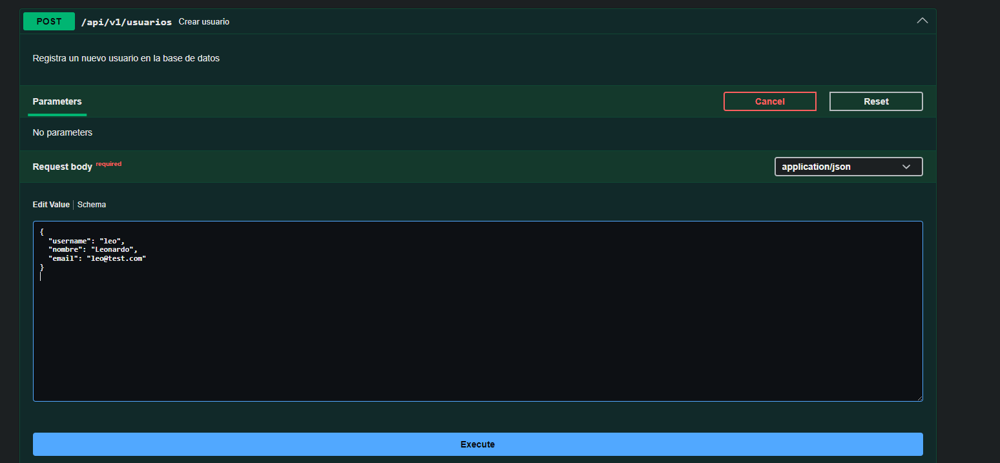 POST /api/v1/usuarios Crear usuario
Registra un nuevo usuario en la base de datos
Parameters Cancel Reset
No parameters
Request body required application/json
Edit Value | Schema
{
  "username": "leo",
  "nombre": "Leonardo",
  "email": "leo@test.com"
}
Execute